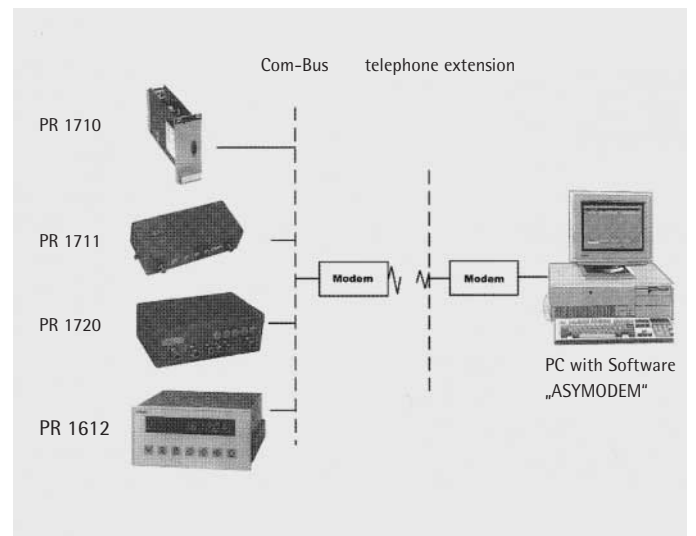 Com-Bus telephone extension
PR 1710
PR 1711
Modem Modem
PR 1720
PC with Software
„ASYMODEM“
PR 1612